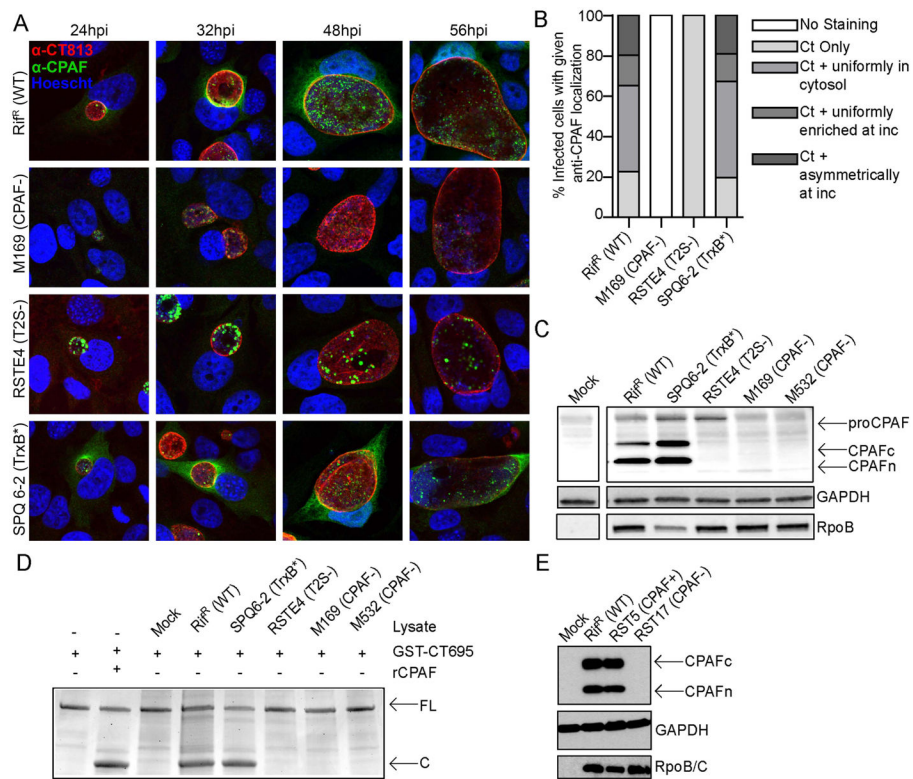 A
24hpi 32hpi 48hpi 56hpi
α-CT813
α-CPAF
Hoescht
Rifᴿ (WT)
M169 (CPAF-)
RSTE4 (T2S-)
SPQ 6-2 (TrxB*)
B
% Infected cells with given
anti-CPAF localization
100
80
60
40
20
0
Rifᴿ (WT)
M169 (CPAF-)
RSTE4 (T2S-)
SPQ6-2 (TrxB*)
No Staining
Ct Only
Ct + uniformly in
cytosol
Ct + uniformly
enriched at inc
Ct +
asymmetrically
at inc
C
Mock
Rifᴿ (WT)
SPQ6-2 (TrxB*)
RSTE4 (T2S-)
M169 (CPAF-)
M532 (CPAF-)
proCPAF
CPAFc
CPAFn
GAPDH
RpoB
D
Mock
Rifᴿ (WT)
SPQ6-2 (TrxB*)
RSTE4 (T2S-)
M169 (CPAF-)
M532 (CPAF-)
- - Lysate
+ + + + + + + + GST-CT695
- + - - - - - - rCPAF
FL
C
E
Mock
Rifᴿ (WT)
RST5 (CPAF+)
RST17 (CPAF-)
CPAFc
CPAFn
GAPDH
RpoB/C